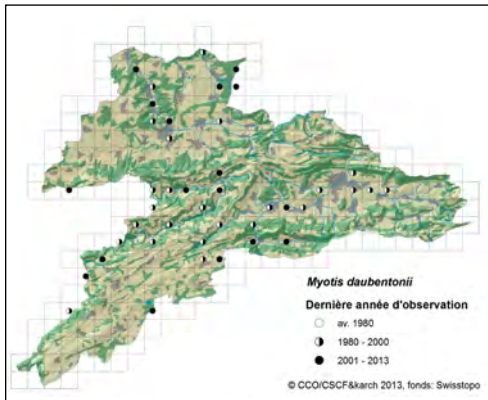 Myotis daubentonii
Dernière année d'observation
av. 1980
1980 - 2000
2001 - 2013
© CCO/CSCF&karch 2013, fonds: Swisstopo